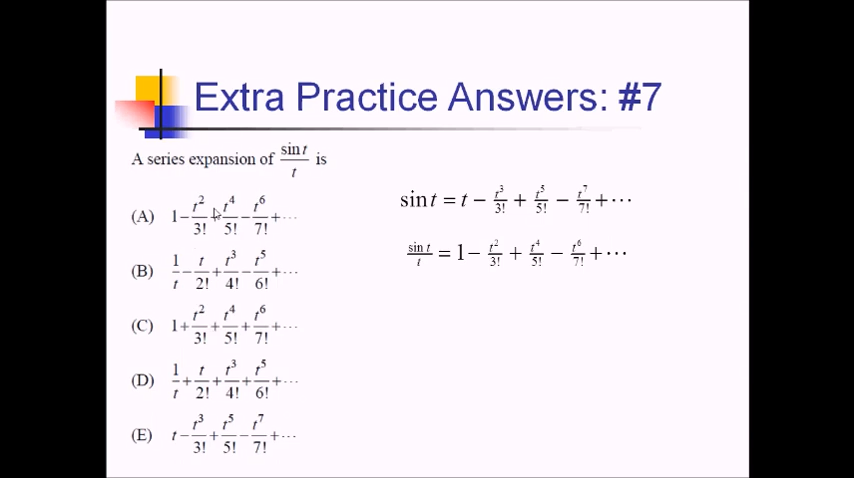 Extra Practice Answers: #7
A series expansion of sin t / t is
(A) 1 − t²/3! + t⁴/5! − t⁶/7! + ⋯
(B) 1/t − t/2! + t³/4! − t⁵/6! + ⋯
(C) 1 + t²/3! + t⁴/5! + t⁶/7! + ⋯
(D) 1/t + t/2! + t³/4! + t⁵/6! + ⋯
(E) t − t³/3! + t⁵/5! − t⁷/7! + ⋯
sin t = t − t³/3! + t⁵/5! − t⁷/7! + ⋯
sin t / t = 1 − t²/3! + t⁴/5! − t⁶/7! + ⋯